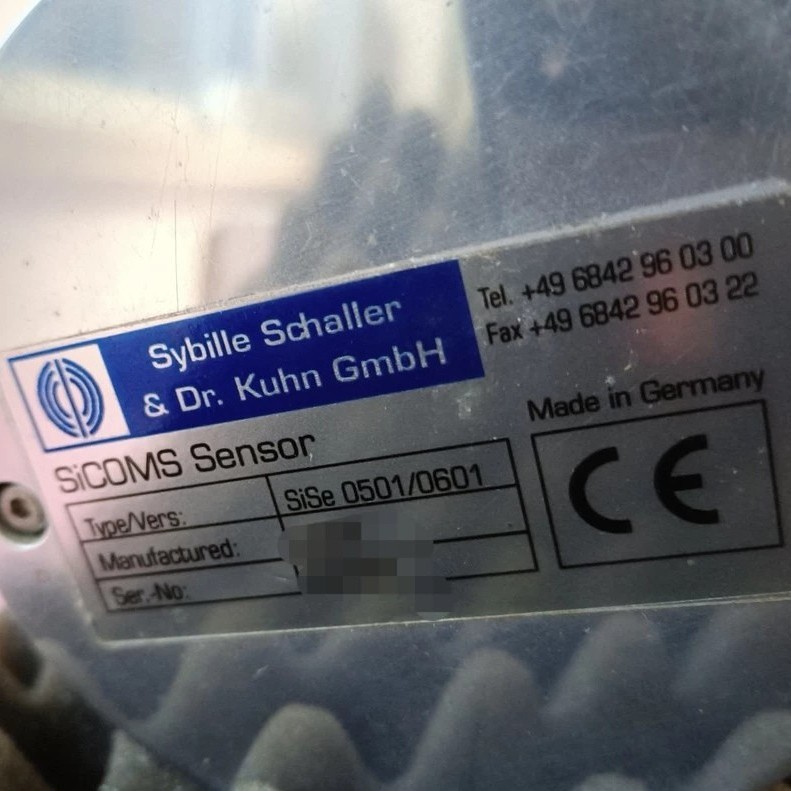 Sybille Schaller
& Dr. Kuhn GmbH
Tel. +49 6842 96 03 00
Fax +49 6842 96 03 22
SiCOMS Sensor
Made in Germany
Type/Vers: SiSe 0501/0601
Manufactured:
Ser.-No:
CE